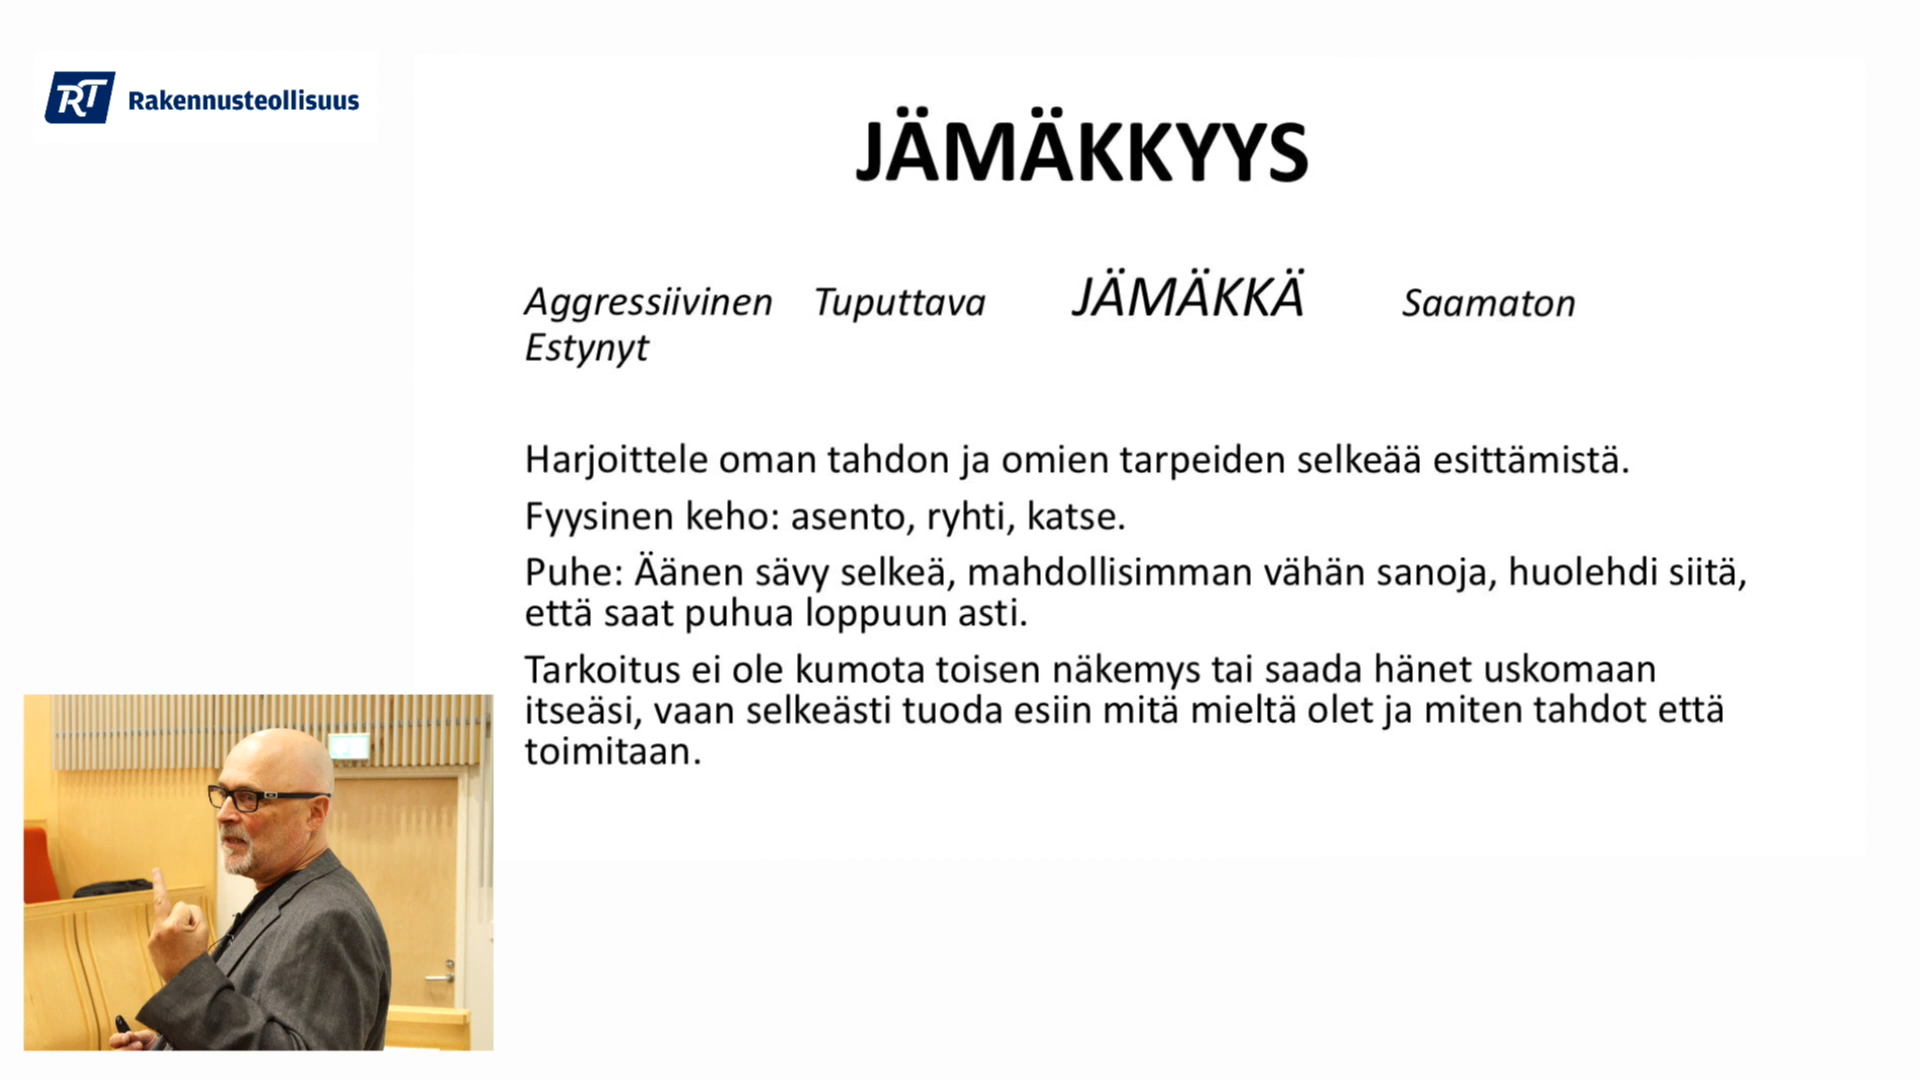 RT Rakennusteollisuus
JÄMÄKKYYS
Aggressiivinen Tuputtava JÄMÄKKÄ Saamaton
Estynyt
Harjoittele oman tahdon ja omien tarpeiden selkeää esittämistä.
Fyysinen keho: asento, ryhti, katse.
Puhe: Äänen sävy selkeä, mahdollisimman vähän sanoja, huolehdi siitä,
että saat puhua loppuun asti.
Tarkoitus ei ole kumota toisen näkemys tai saada hänet uskomaan
itseäsi, vaan selkeästi tuoda esiin mitä mieltä olet ja miten tahdot että
toimitaan.